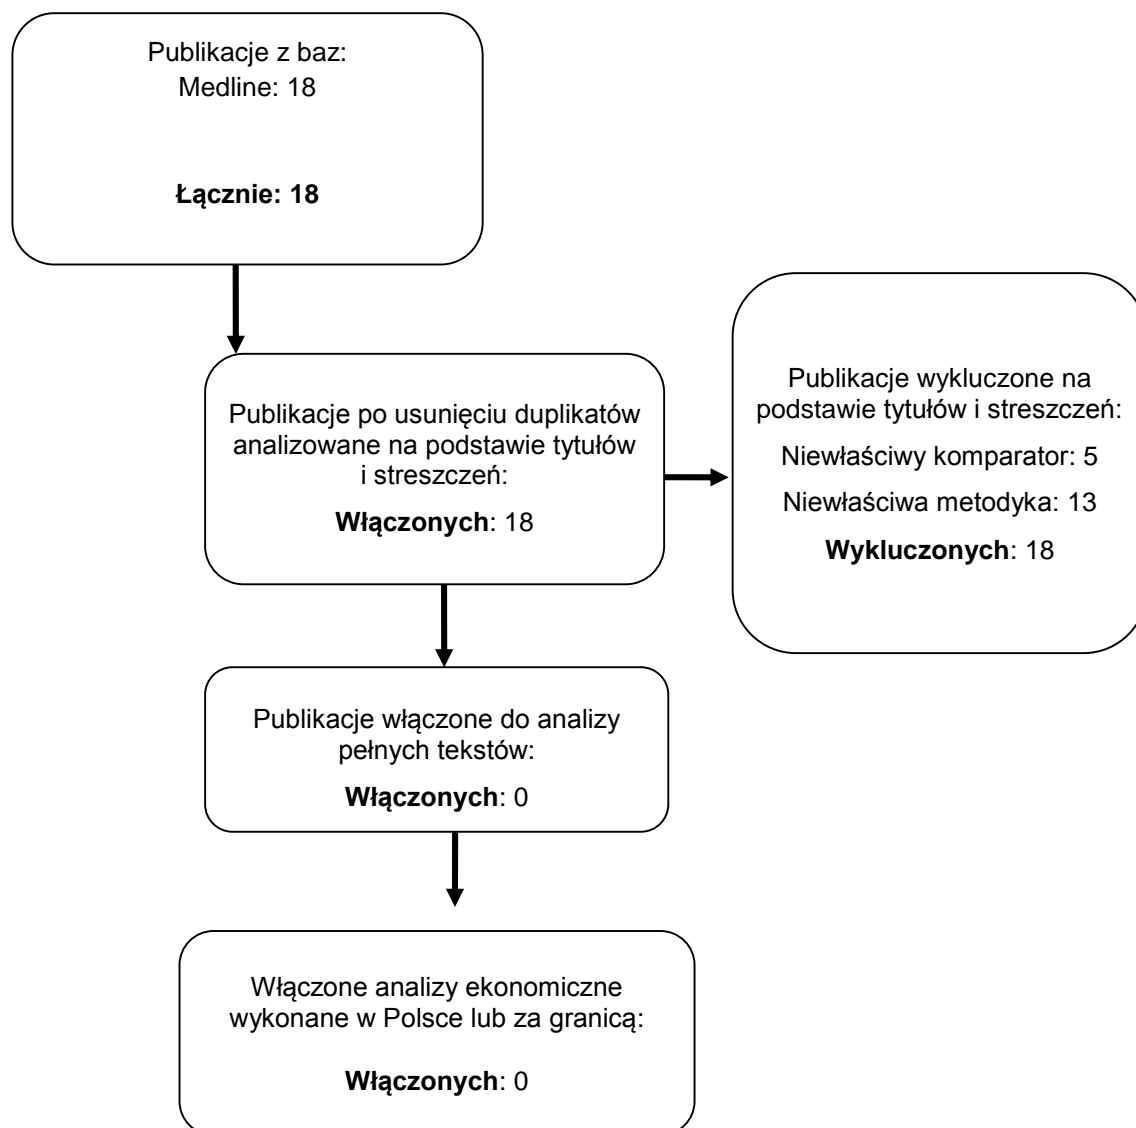 Publikacje z baz:
Medline: 18
Łącznie: 18
Publikacje po usunięciu duplikatów
analizowane na podstawie tytułów
i streszczeń:
Włączonych: 18
Publikacje wykluczone na
podstawie tytułów i streszczeń:
Niewłaściwy komparator: 5
Niewłaściwa metodyka: 13
Wykluczonych: 18
Publikacje włączone do analizy
pełnych tekstów:
Włączonych: 0
Włączone analizy ekonomiczne
wykonane w Polsce lub za granicą:
Włączonych: 0